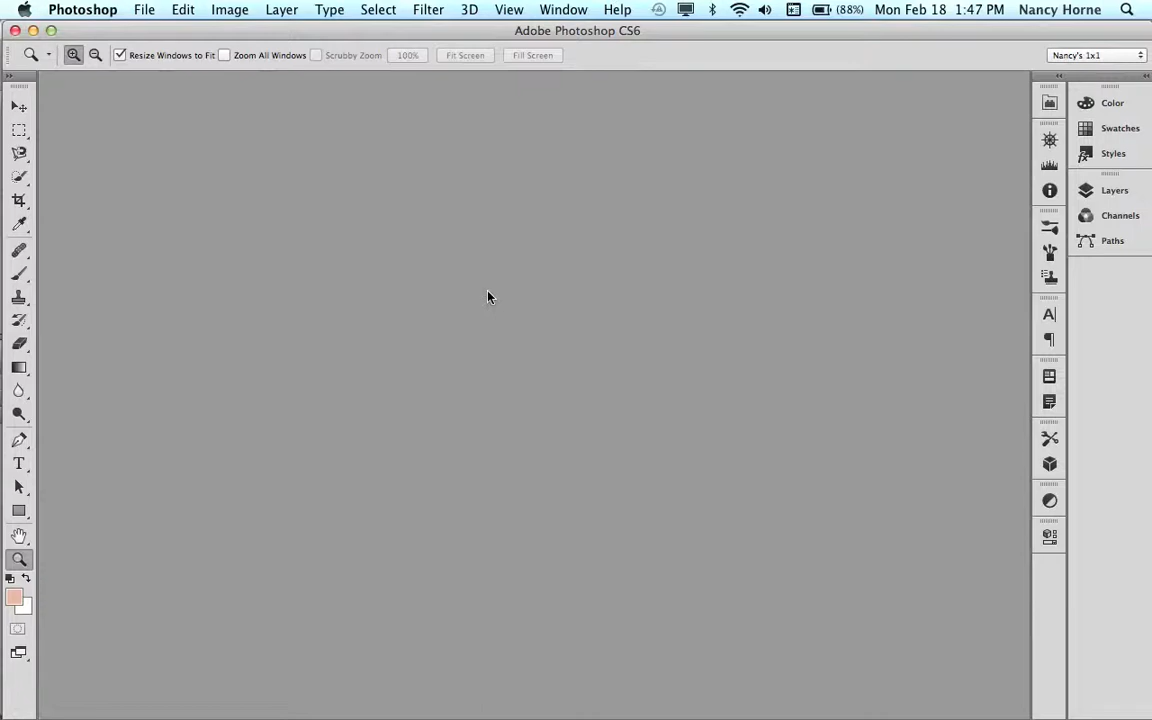 Photoshop File Edit Image Layer Type Select Filter 3D View Window Help (88%) Mon Feb 18 1:47 PM Nancy Horne
Adobe Photoshop CS6
Resize Windows to Fit Zoom All Windows Scrubby Zoom 100% Fit Screen Fill Screen Nancy's 1x1
Color
Swatches
Styles
Layers
Channels
Paths